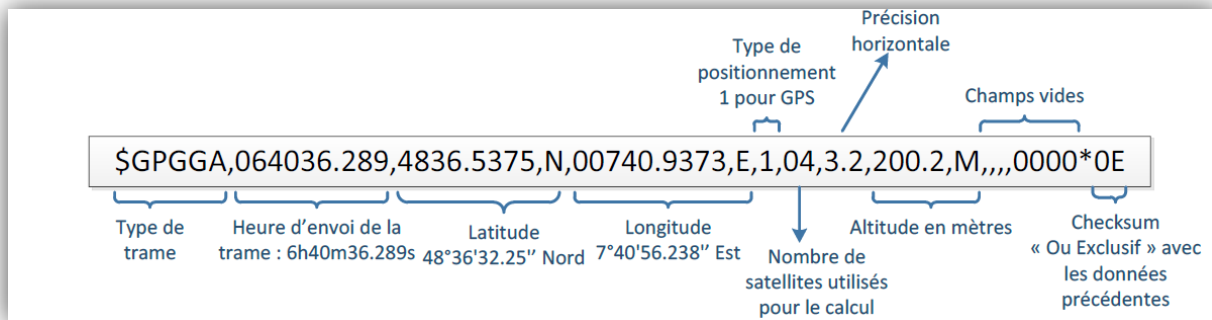 Précision
horizontale
Type de
positionnement
1 pour GPS
Champs vides
$GPGGA,064036.289,4836.5375,N,00740.9373,E,1,04,3.2,200.2,M,,,,0000*0E
Type de
trame
Heure d’envoi de la
trame : 6h40m36.289s
Latitude
48°36'32.25’’ Nord
Longitude
7°40'56.238’’ Est
Nombre de
satellites utilisés
pour le calcul
Altitude en mètres
Checksum
« Ou Exclusif » avec
les données
précédentes